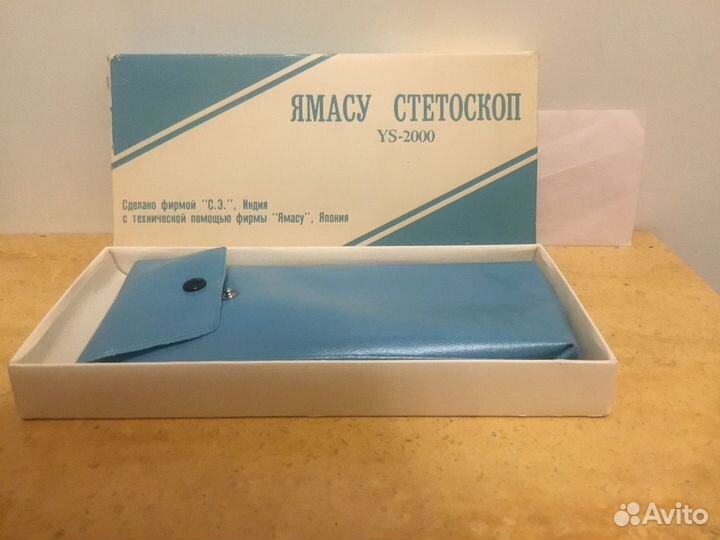 ЯМАСУ СТЕТОСКОП
YS-2000
Сделано фирмой "С.Э.", Индия
с технической помощью фирмы "Ямасу", Япония
Avito